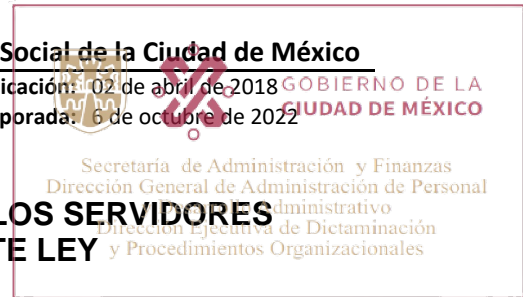 Social de la Ciudad de México
icación: 02 de abril de 2018
porada: 6 de octubre de 2022
GOBIERNO DE LA
CIUDAD DE MÉXICO
Secretaría de Administración y Finanzas
Dirección General de Administración de Personal
y Desarrollo Administrativo
LOS SERVIDORES
Dirección Ejecutiva de Dictaminación
TE LEY
y Procedimientos Organizacionales